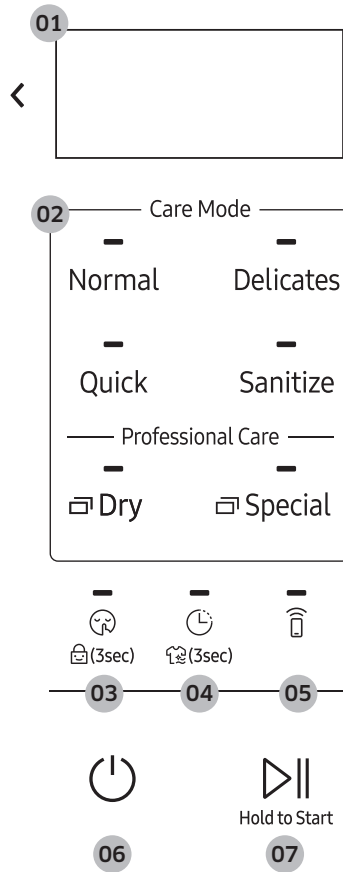 01
02
Care Mode
Normal Delicates
Quick Sanitize
Professional Care
Dry Special
(3sec) (3sec)
03 04 05
Hold to Start
06 07